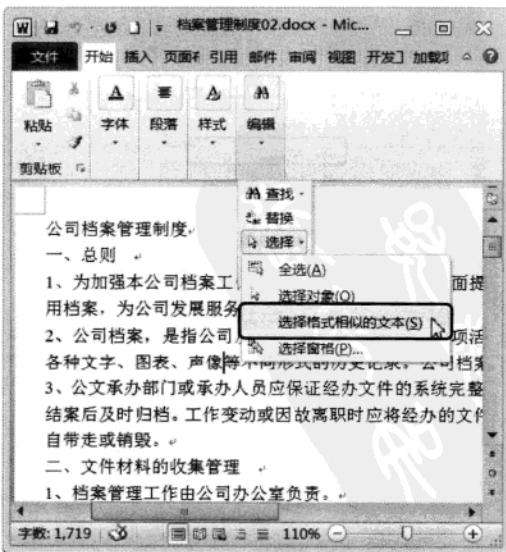 档案管理制度02.docx - Mic...
文件 开始 插入 页面 引用 邮件 审阅 视图 开发 加载
粘贴 字体 段落 样式 编辑
剪贴板
查找
替换
选择
全选(A)
选择对象(O)
选择格式相似的文本(S)
选择窗格(P)...
公司档案管理制度
一、总则
1、为加强本公司档案工 面提
用档案，为公司发展服务
2、公司档案，是指公司 项活
各种文字、图表、声像等不同形式的历史记录。公司档案
3、公文承办部门或承办人员应保证经办文件的系统完整
结案后及时归档。工作变动或因故离职时应将经办的文件
自带走或销毁。
二、文件材料的收集管理
1、档案管理工作由公司办公室负责。
字数: 1,719 110%